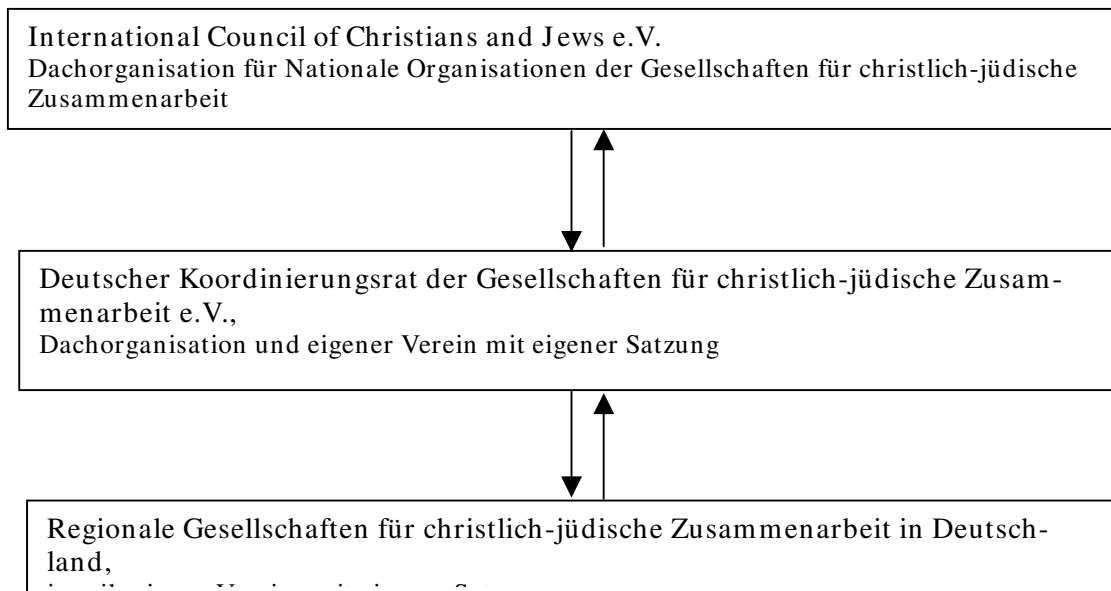 International Council of Christians and Jews e.V.
Dachorganisation für Nationale Organisationen der Gesellschaften für christlich-jüdische
Zusammenarbeit
Deutscher Koordinierungsrat der Gesellschaften für christlich-jüdische Zusam-
menarbeit e.V.,
Dachorganisation und eigener Verein mit eigener Satzung
Regionale Gesellschaften für christlich-jüdische Zusammenarbeit in Deutsch-
land,